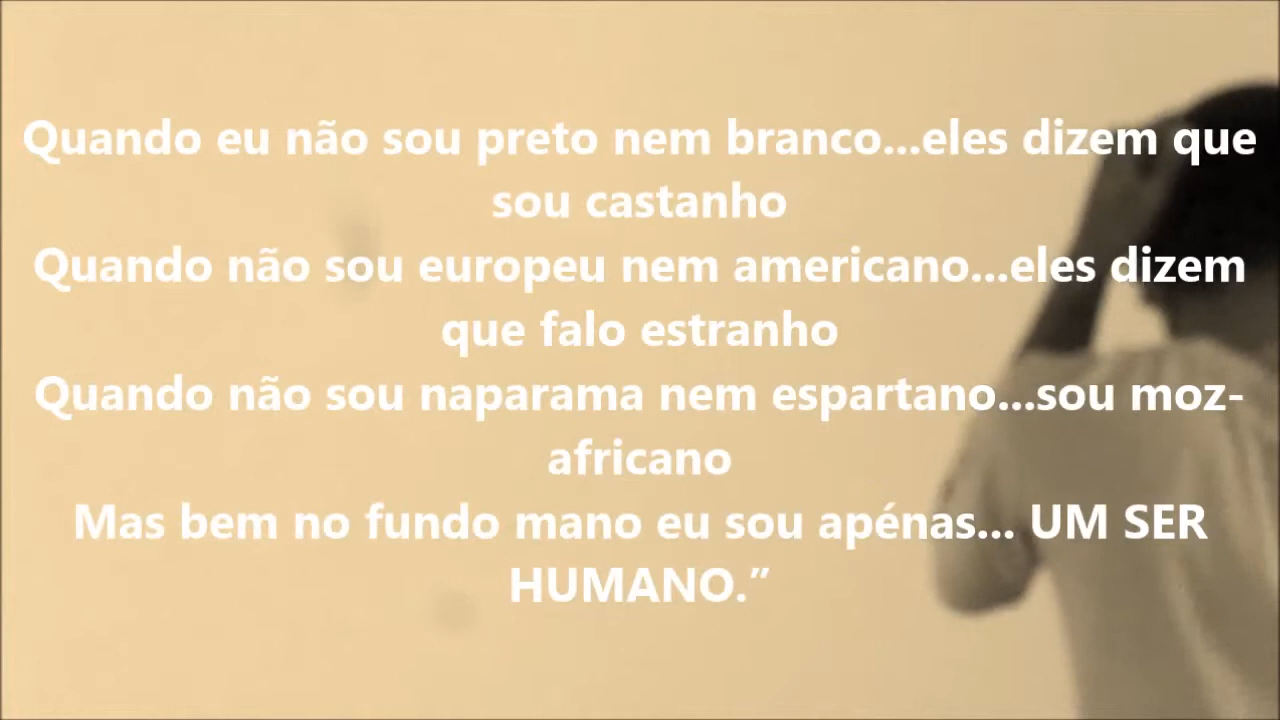 Quando eu não sou preto nem branco...eles dizem que
sou castanho
Quando não sou europeu nem americano...eles dizem
que falo estranho
Quando não sou naparama nem espartano...sou moz-
africano
Mas bem no fundo mano eu sou apénas... UM SER
HUMANO.”